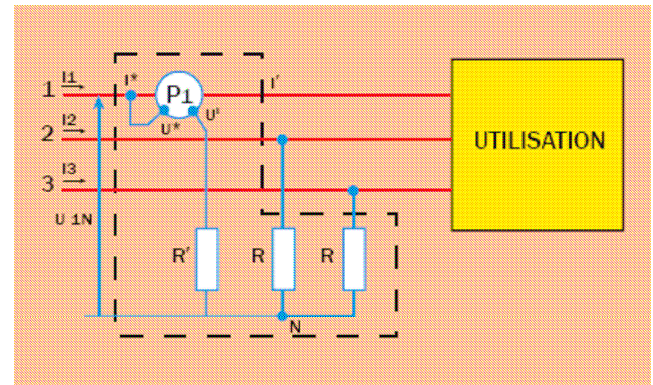 I1
I*
I'
1
P1
U*
U'
I2
2
UTILISATION
I3
3
U 1N
R'
R
R
N